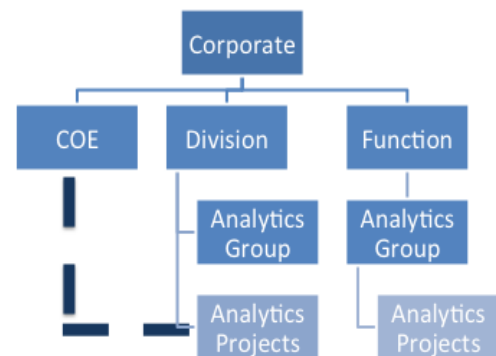 Corporate
COE
Division
Function
Analytics
Group
Analytics
Group
Analytics
Projects
Analytics
Projects